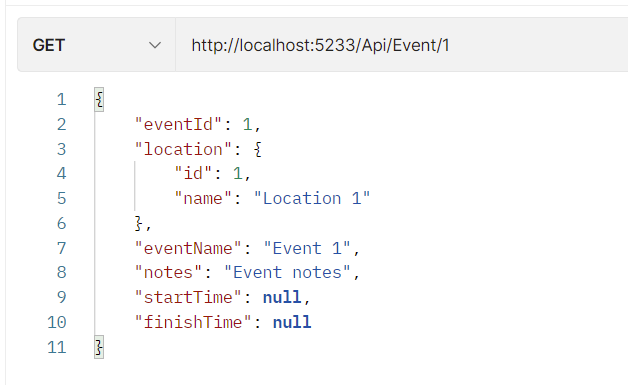 GET http://localhost:5233/Api/Event/1
1 {
2 "eventId": 1,
3 "location": {
4 "id": 1,
5 "name": "Location 1"
6 },
7 "eventName": "Event 1",
8 "notes": "Event notes",
9 "startTime": null,
10 "finishTime": null
11 }